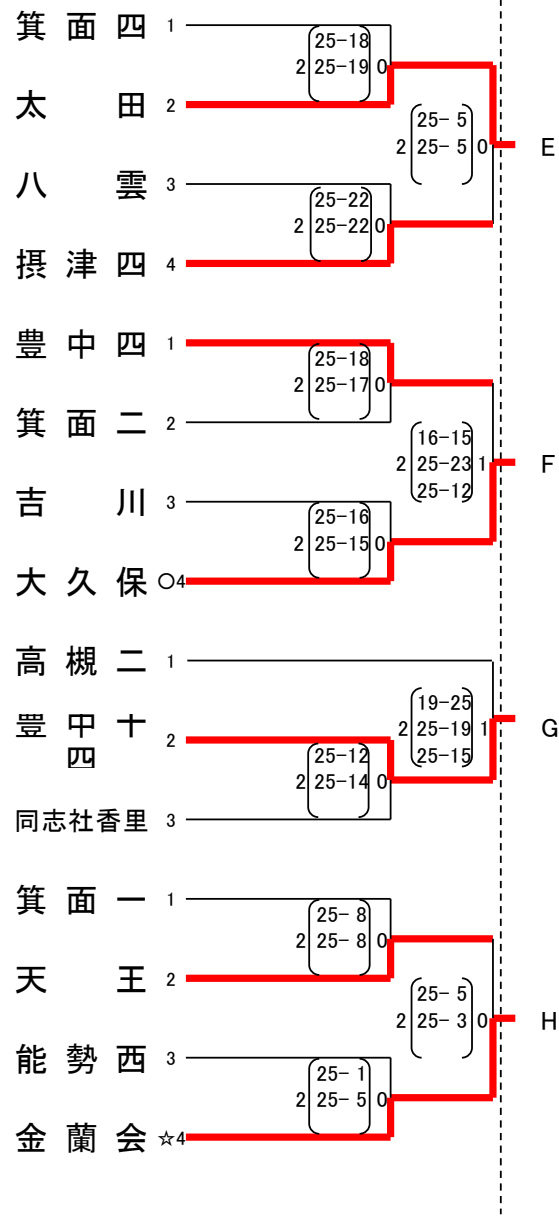 箕面四 1
25-18
2 25-19 0
太田 2
25- 5
2 25- 5 0
E
八雲 3
25-22
2 25-22 0
摂津四 4
豊中四 1
25-18
2 25-17 0
箕面二 2
16-15
2 25-23 1
25-12
F
吉川 3
25-16
2 25-15 0
大久保 ○4
高槻二 1
19-25
2 25-19 1
25-15
G
豊中十
四
2
25-12
2 25-14 0
同志社香里 3
箕面一 1
25- 8
2 25- 8 0
天王 2
25- 5
2 25- 3 0
H
能勢西 3
25- 1
2 25- 5 0
金蘭会 ☆4